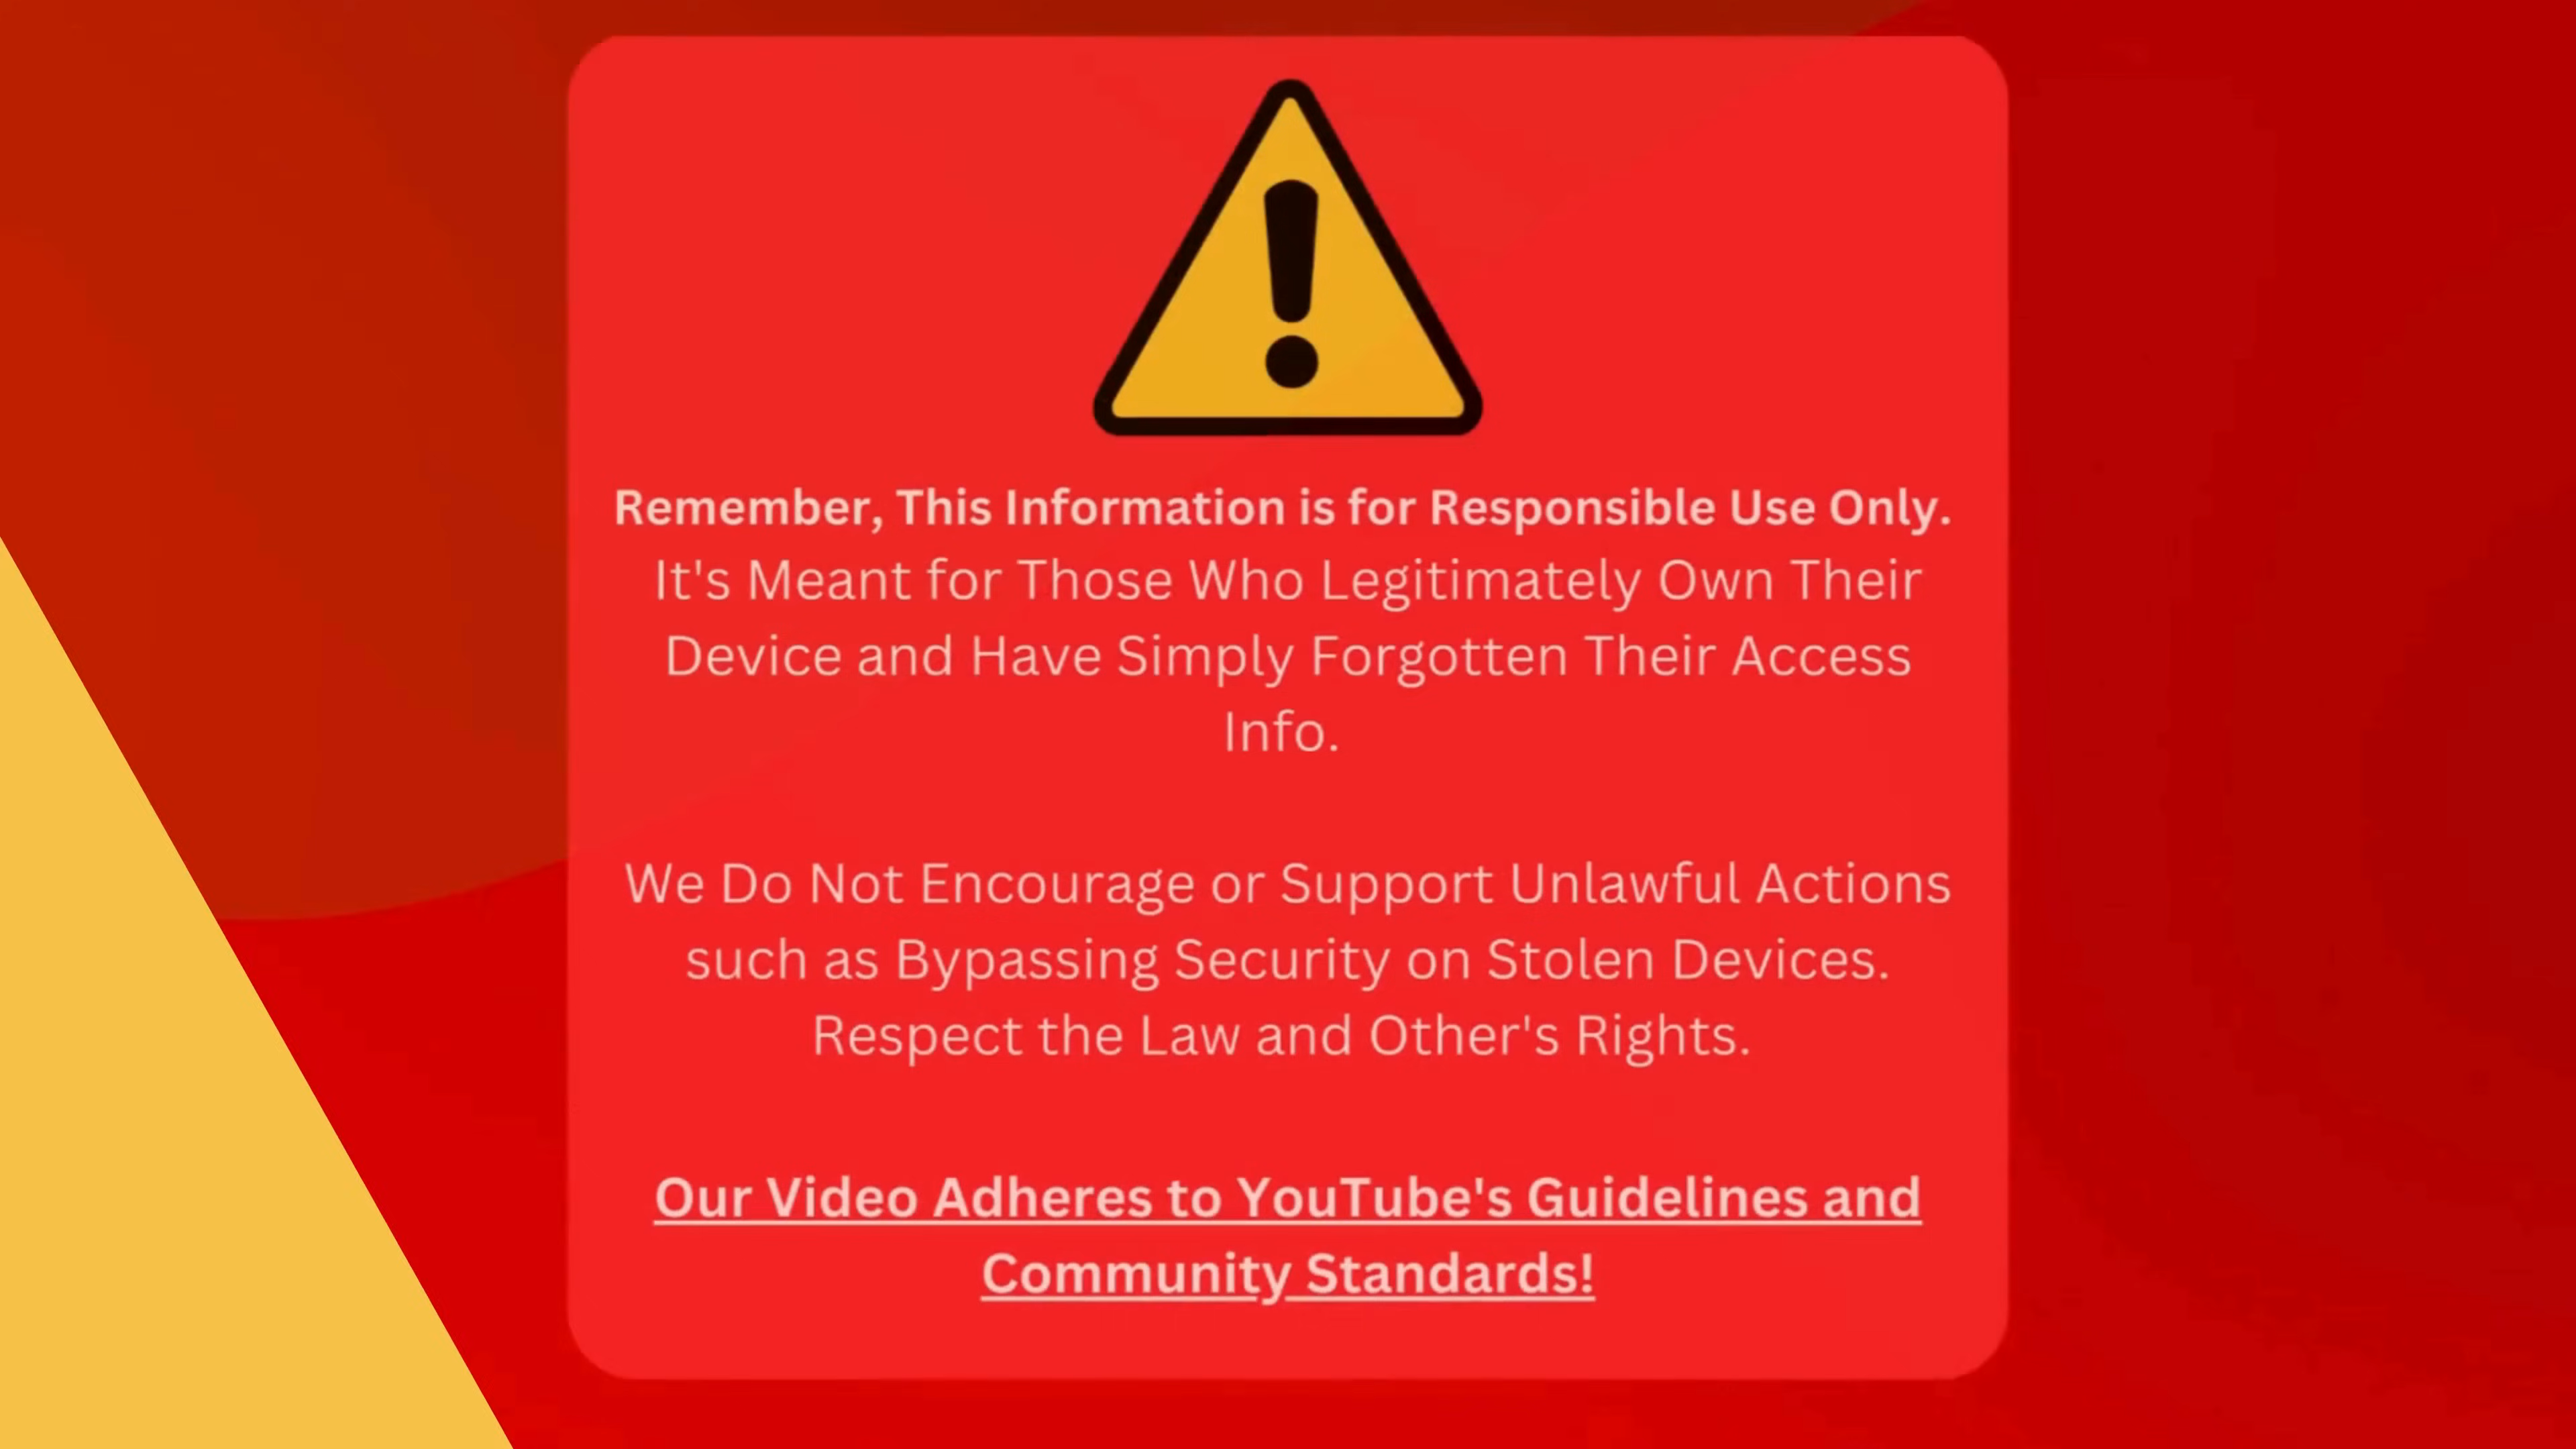 Remember, This Information is for Responsible Use Only.
It's Meant for Those Who Legitimately Own Their
Device and Have Simply Forgotten Their Access
Info.
We Do Not Encourage or Support Unlawful Actions
such as Bypassing Security on Stolen Devices.
Respect the Law and Other's Rights.
Our Video Adheres to YouTube's Guidelines and
Community Standards!